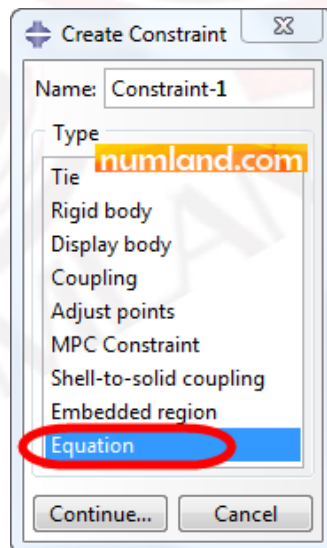 Create Constraint
Name: Constraint-1
Type
numland.com
Tie
Rigid body
Display body
Coupling
Adjust points
MPC Constraint
Shell-to-solid coupling
Embedded region
Equation
Continue... Cancel